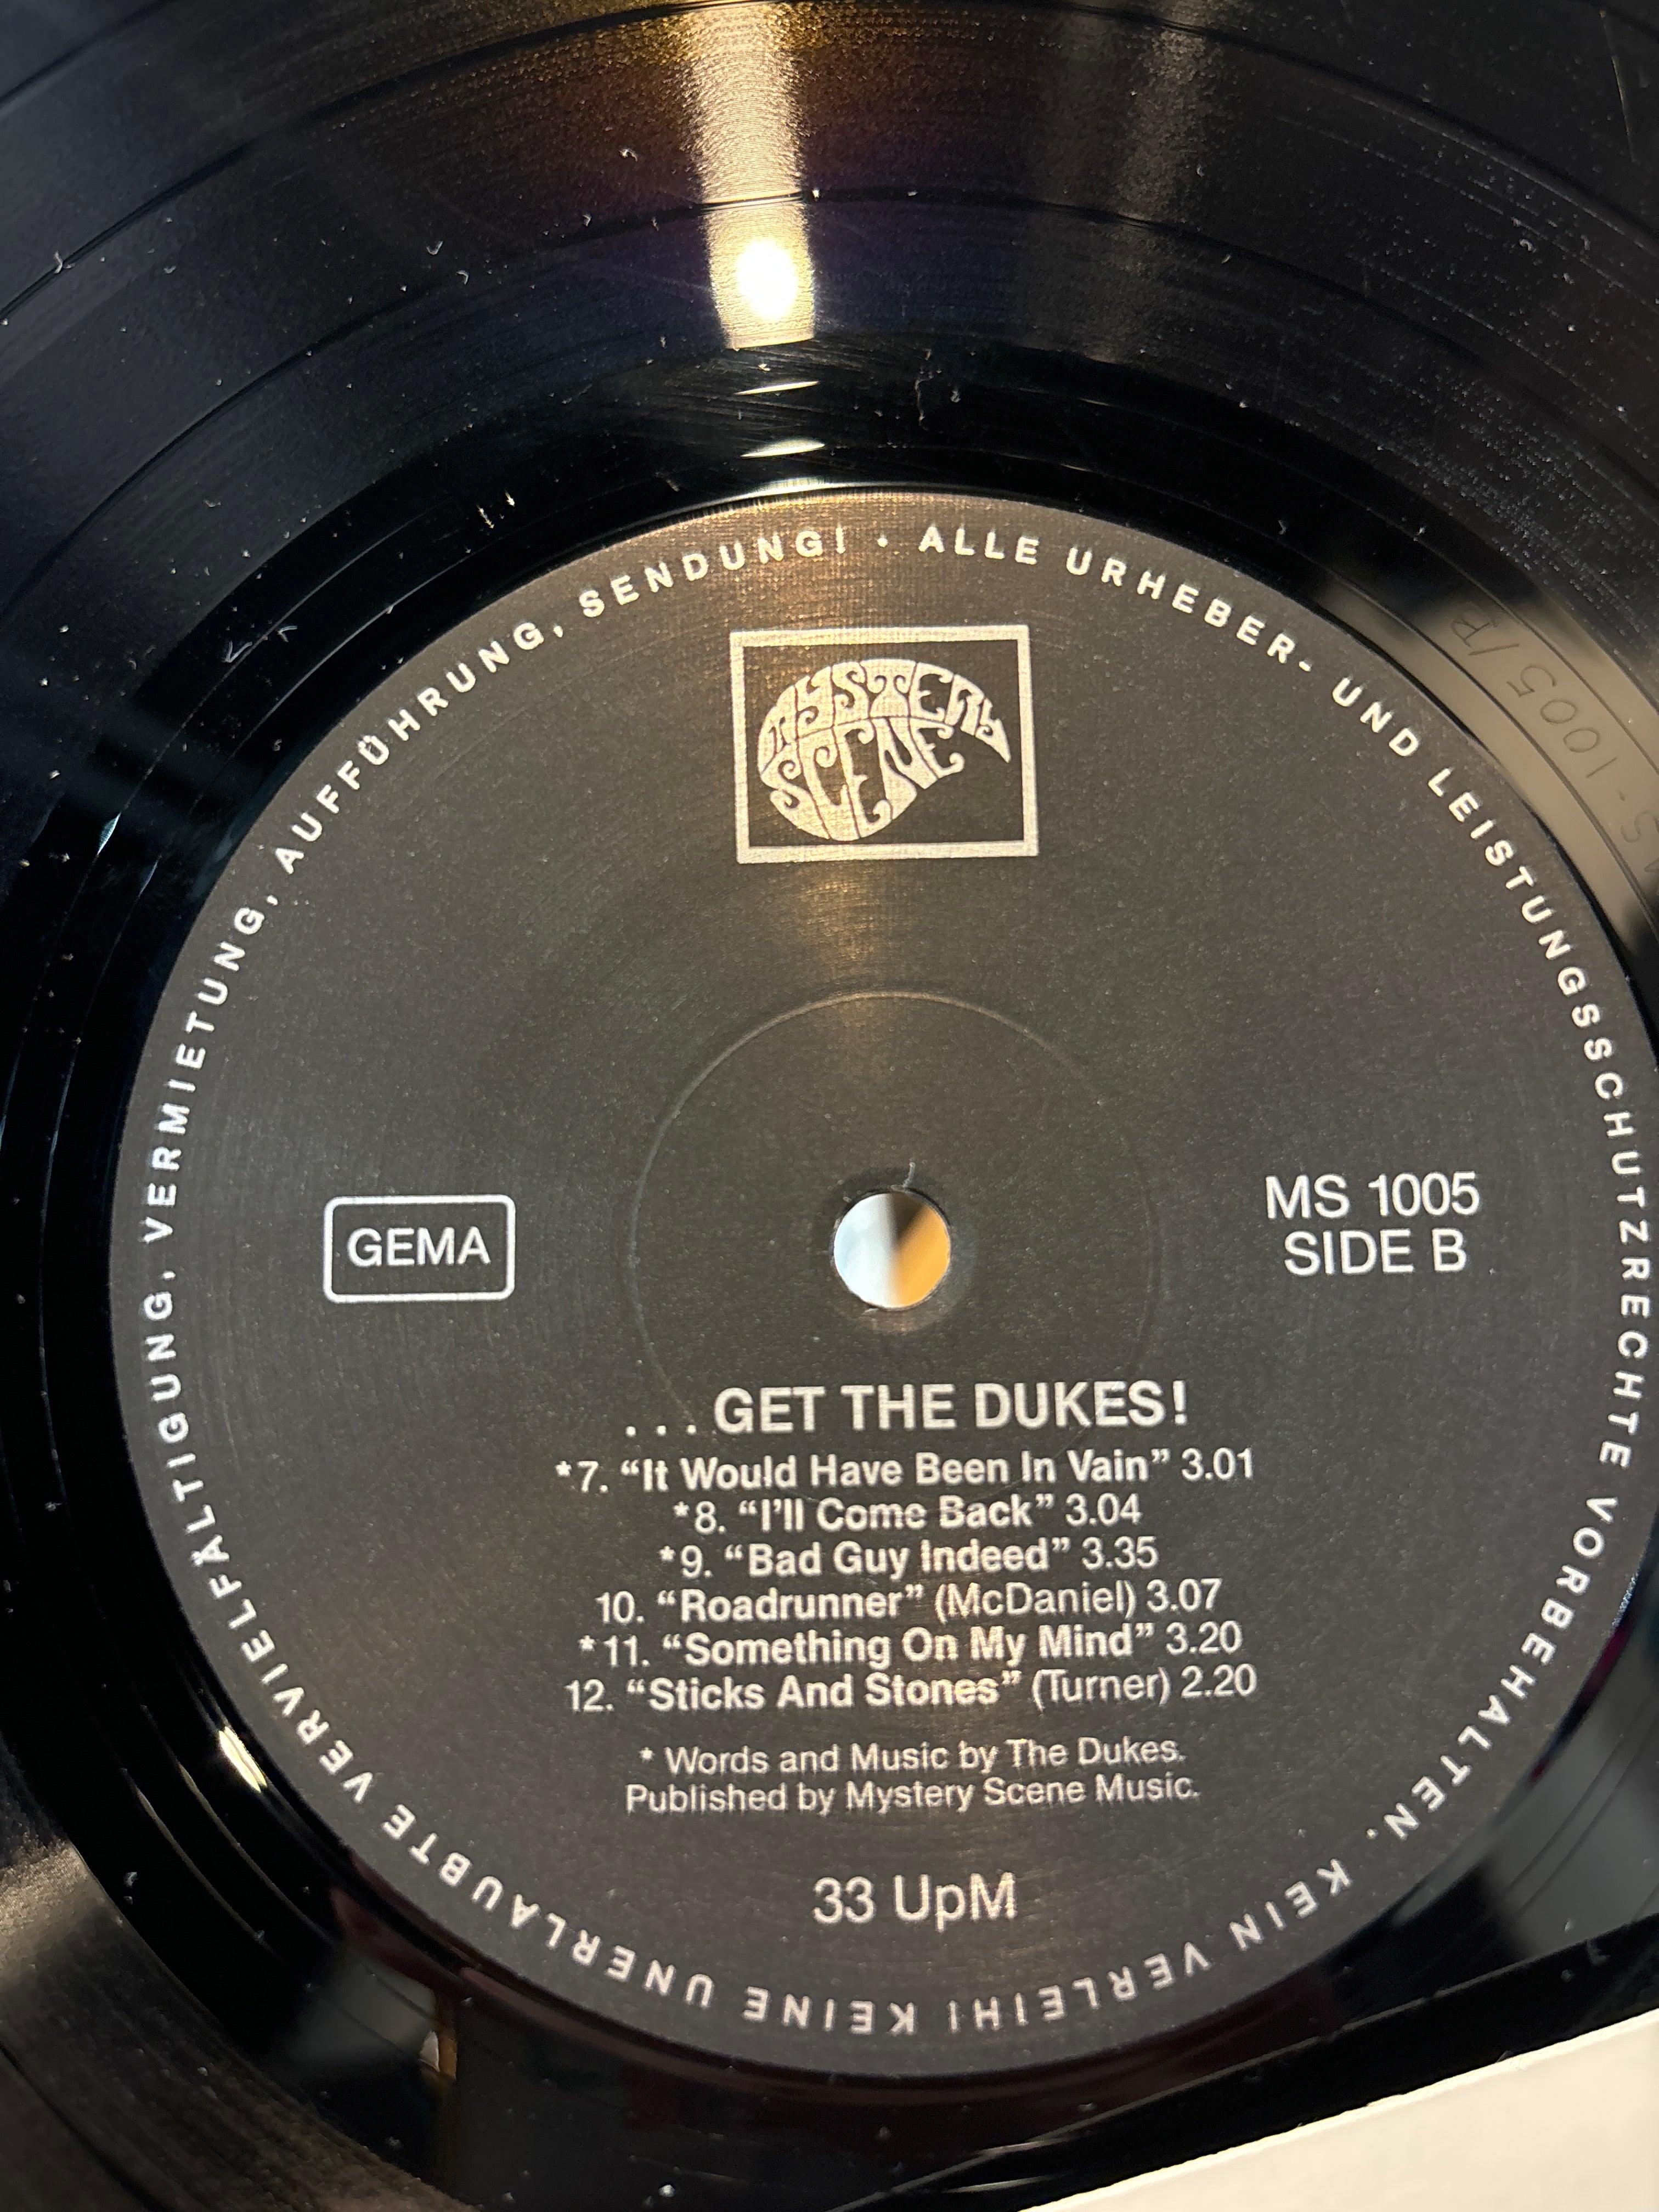 ALLE URHEBER- UND LEISTUNGSSCHUTZRECHTE VORBEHALTEN. KEIN VERLEIH! KEINE UNERLAUBTE VERVIELFÄLTIGUNG, VERMIETUNG, AUFFÜHRUNG, SENDUNG! •
MYSTERY
SCENE
GEMA
MS 1005
SIDE B
...GET THE DUKES!
*7. “It Would Have Been In Vain” 3.01
*8. “I’ll Come Back” 3.04
*9. “Bad Guy Indeed” 3.35
10. “Roadrunner” (McDaniel) 3.07
*11. “Something On My Mind” 3.20
12. “Sticks And Stones” (Turner) 2.20
* Words and Music by The Dukes.
Published by Mystery Scene Music.
33 UpM
1005/B